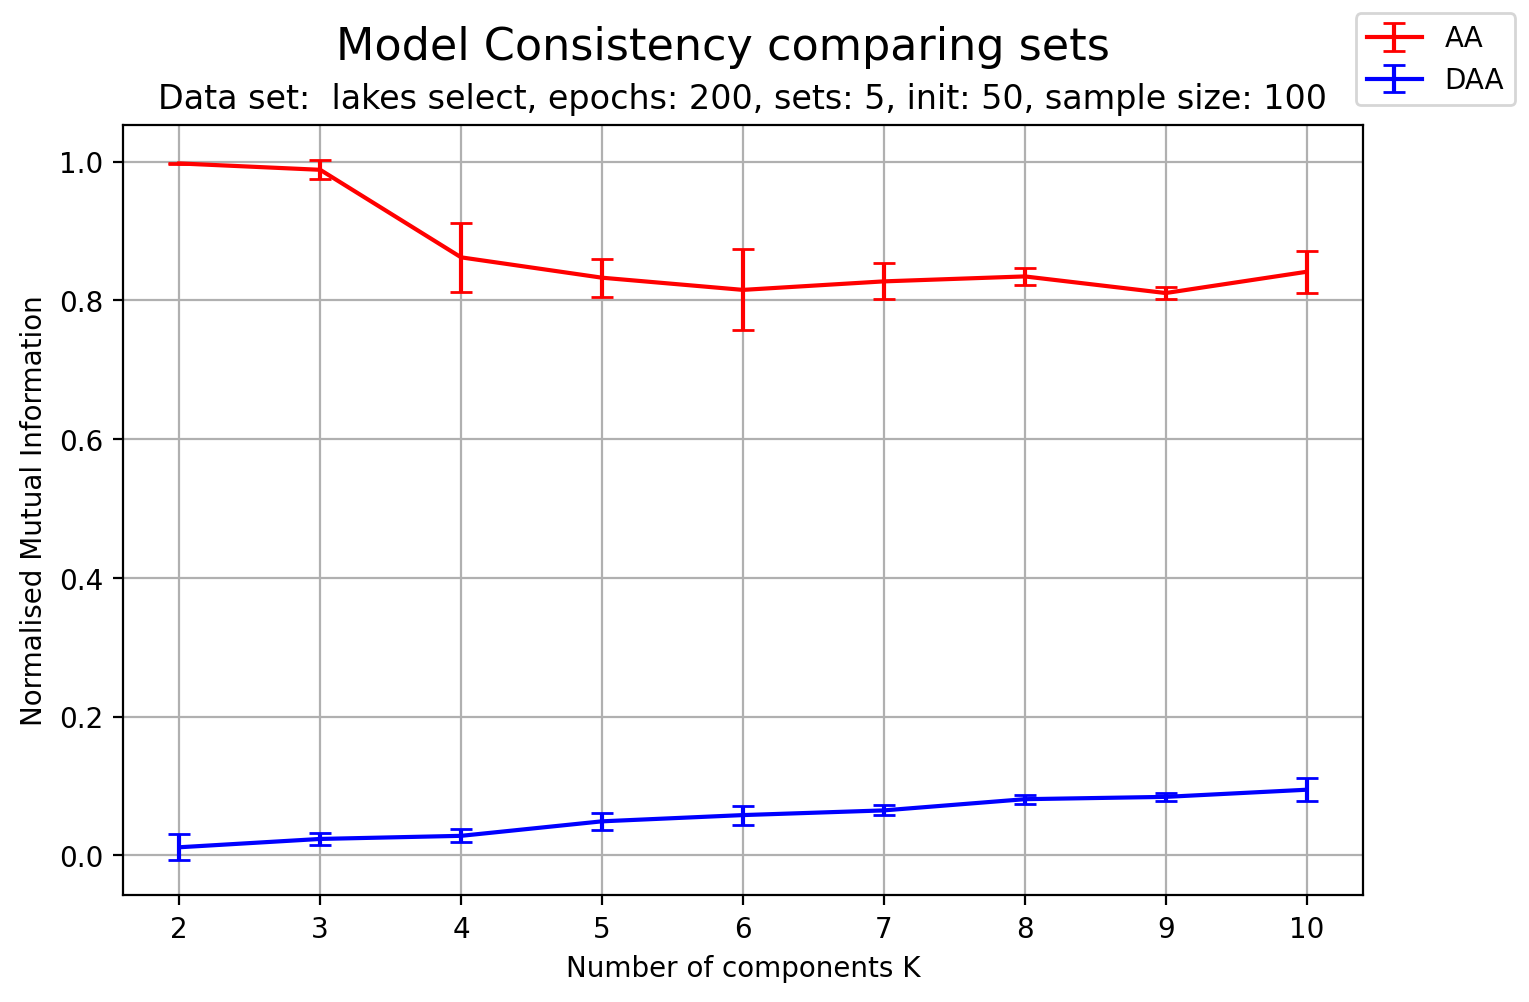 Model Consistency comparing sets
Data set:  lakes select, epochs: 200, sets: 5, init: 50, sample size: 100
AA
DAA
Normalised Mutual Information
1.0
0.8
0.6
0.4
0.2
0.0
2 3 4 5 6 7 8 9 10
Number of components K